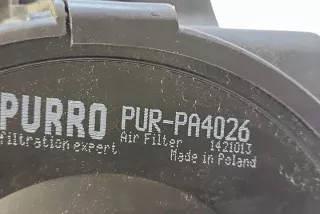 PURRO PUR-PA4026
filtration expert Air Filter 1421013
Made in Poland